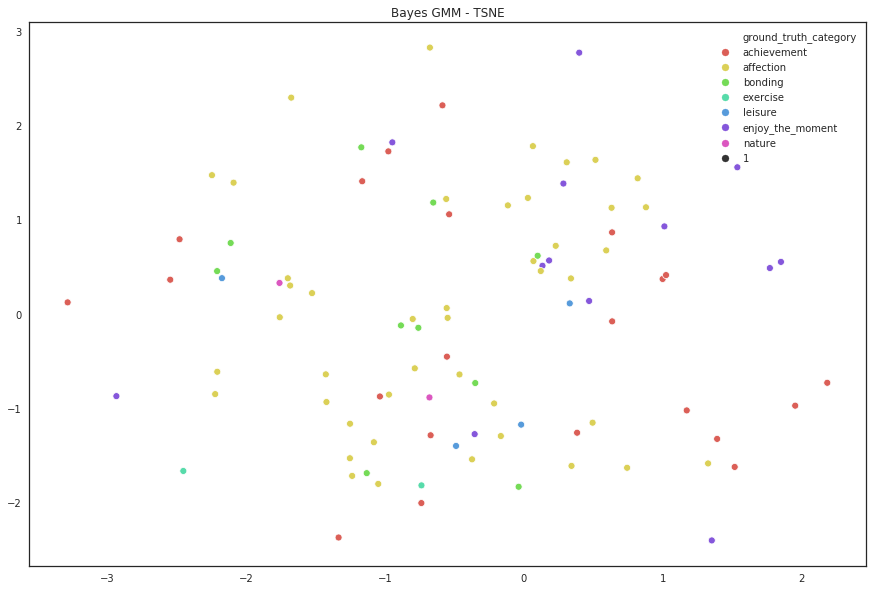 Bayes GMM - TSNE
ground_truth_category
achievement
affection
bonding
exercise
leisure
enjoy_the_moment
nature
1
3
2
1
0
−1
−2
−3
−2
−1
0
1
2